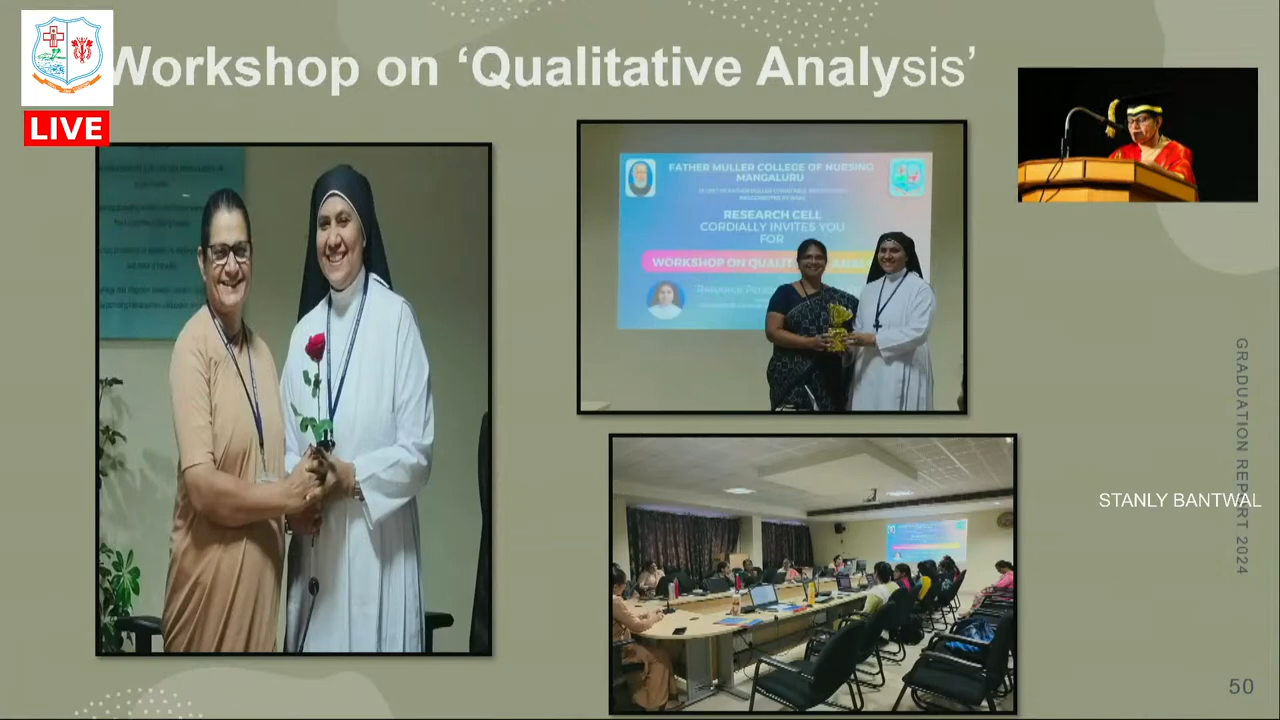 Workshop on ‘Qualitative Analysis’
LIVE
FATHER MULLER COLLEGE OF NURSING
MANGALURU
RESEARCH CELL
CORDIALLY INVITES YOU
FOR
WORKSHOP ON
GRADUATION REPORT 2024
STANLY BANTWAL
50